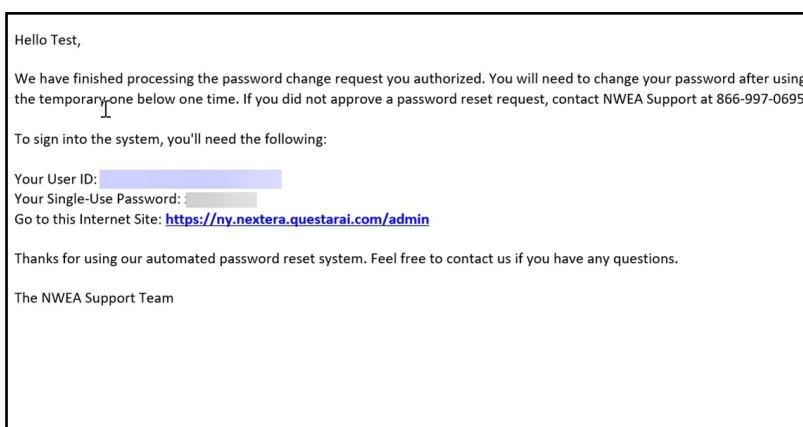 Hello Test,
We have finished processing the password change request you authorized. You will need to change your password after using
the temporary one below one time. If you did not approve a password reset request, contact NWEA Support at 866-997-0695
To sign into the system, you'll need the following:
Your User ID:
Your Single-Use Password:
Go to this Internet Site: https://ny.nextera.questarai.com/admin
Thanks for using our automated password reset system. Feel free to contact us if you have any questions.
The NWEA Support Team